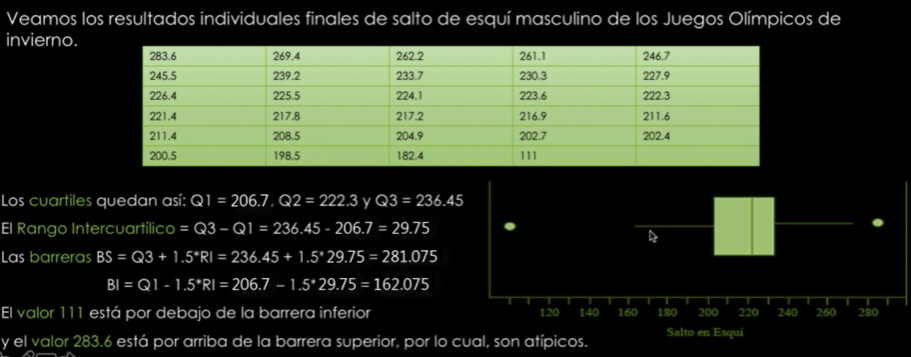 Veamos los resultados individuales finales de salto de esquí masculino de los Juegos Olímpicos de
invierno.
283.6 269.4 262.2 261.1 246.7
245.5 239.2 233.7 230.3 227.9
226.4 225.5 224.1 223.6 222.3
221.4 217.8 217.2 216.9 211.6
211.4 208.5 204.9 202.7 202.4
200.5 198.5 182.4 111
Los cuartiles quedan así: Q1 = 206.7, Q2 = 222.3 y Q3 = 236.45
El Rango Intercuartílico = Q3 - Q1 = 236.45 - 206.7 = 29.75
Las barreras BS = Q3 + 1.5*RI = 236.45 + 1.5*29.75 = 281.075
BI = Q1 - 1.5*RI = 206.7 - 1.5*29.75 = 162.075
El valor 111 está por debajo de la barrera inferior
y el valor 283.6 está por arriba de la barrera superior, por lo cual, son atípicos.
120 140 160 180 200 220 240 260 280
Salto en Esquí